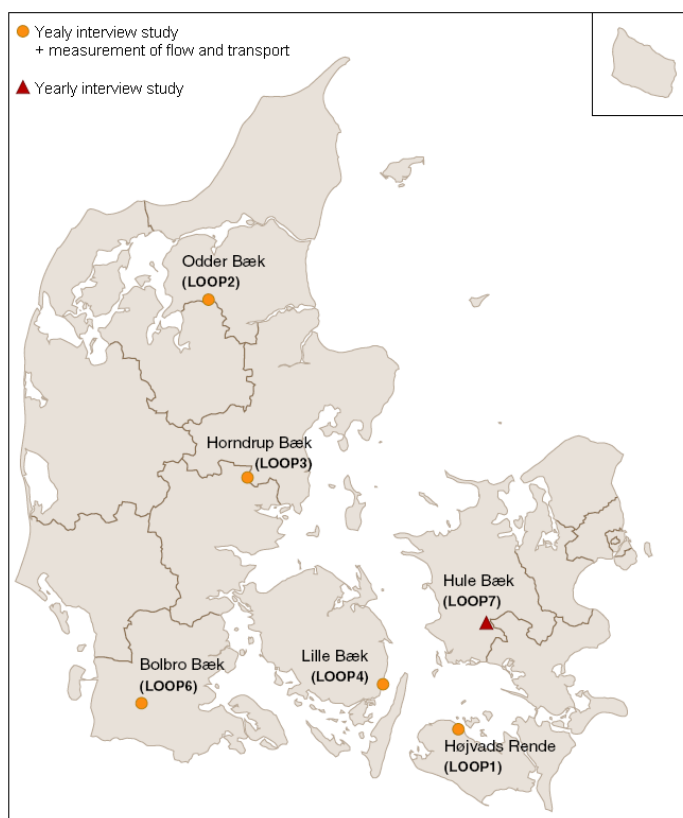 Yealy interview study
+ measurement of flow and transport
Yearly interview study
Odder Bæk
(LOOP2)
Horndrup Bæk
(LOOP3)
Hule Bæk
(LOOP7)
Lille Bæk
(LOOP4)
Bolbro Bæk
(LOOP6)
Højvads Rende
(LOOP1)